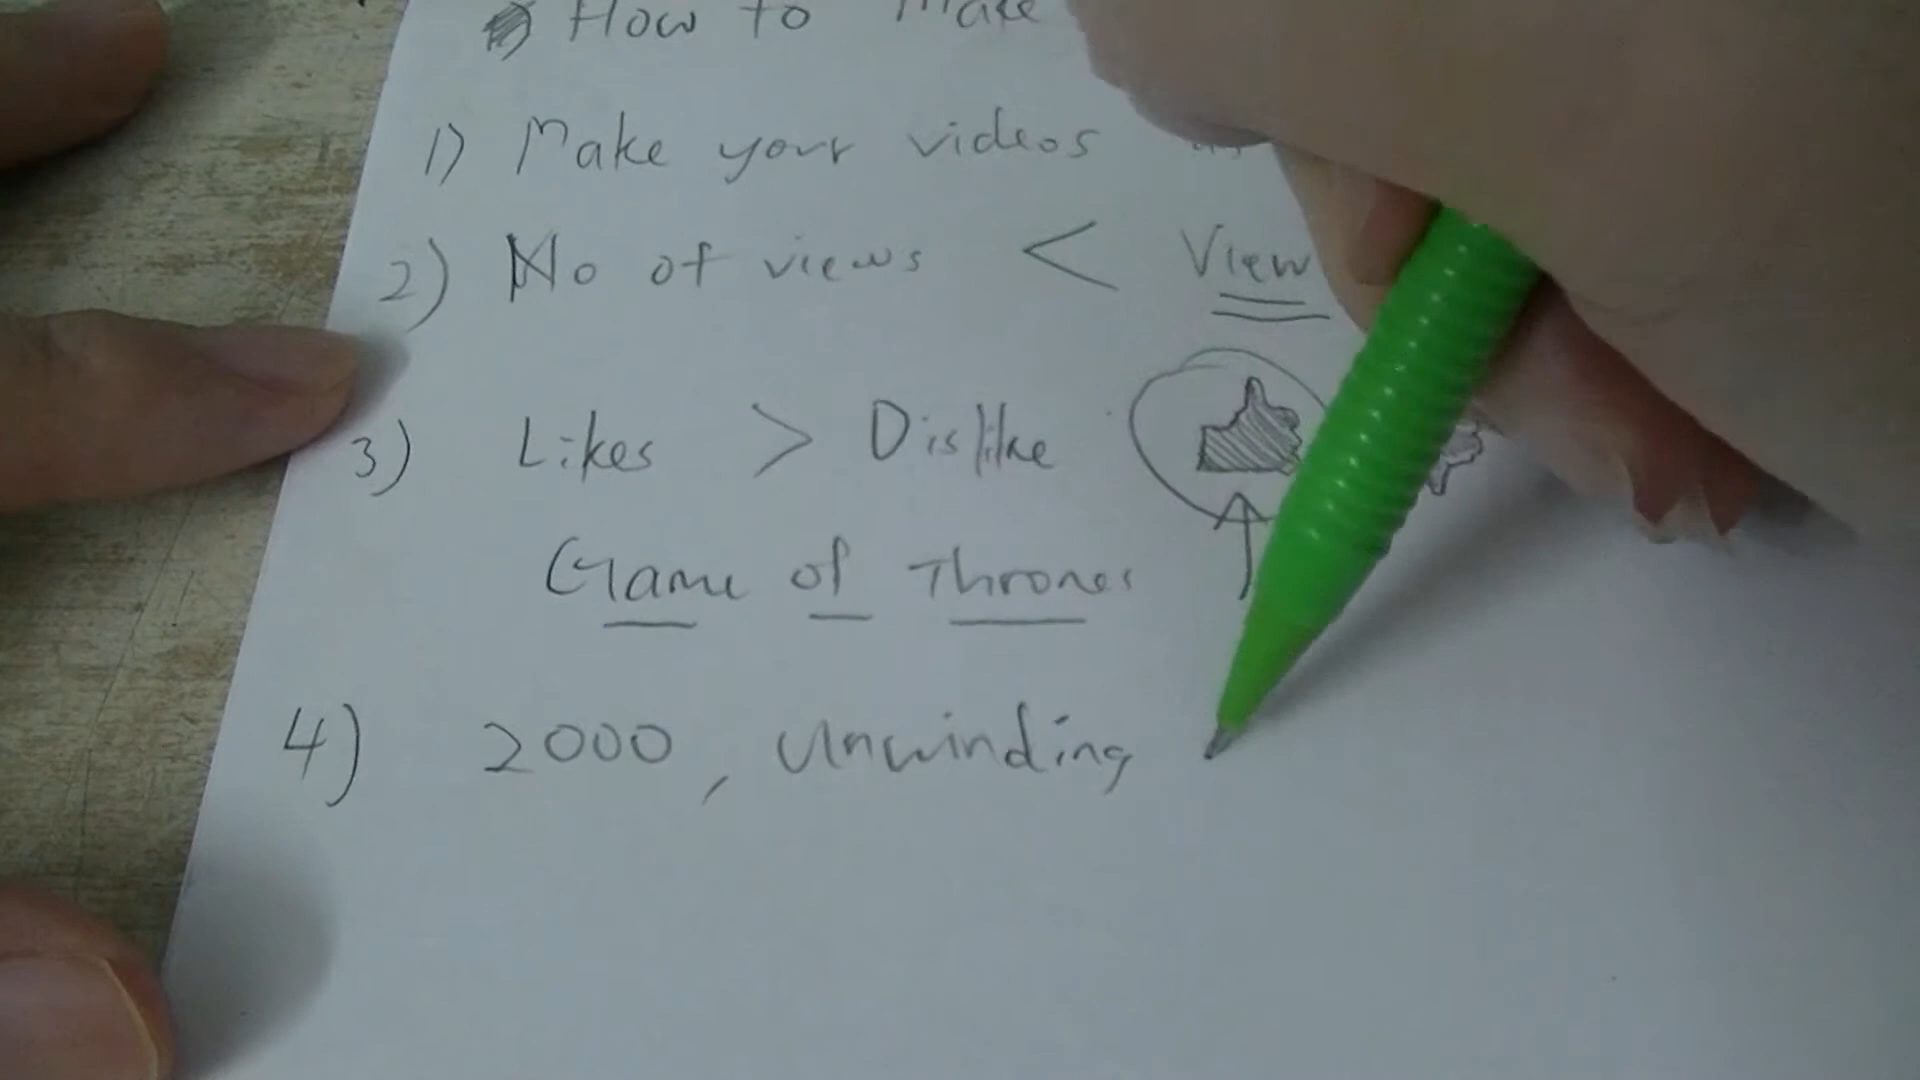 How to make
1) Make your videos
2) No of views < View
3) Likes > Dislike
Game of Thrones
4) 2000, Unwinding